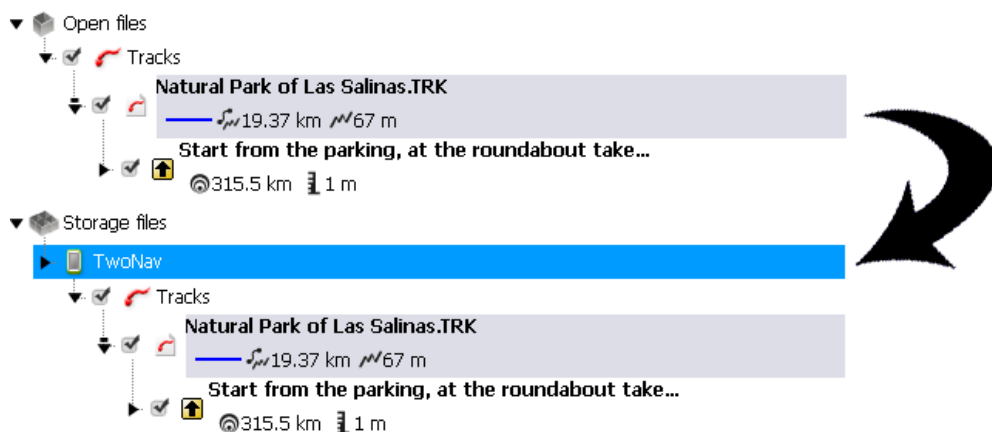 Open files
Tracks
Natural Park of Las Salinas.TRK
19.37 km 67 m
Start from the parking, at the roundabout take...
315.5 km 1 m
Storage files
TwoNav
Tracks
Natural Park of Las Salinas.TRK
19.37 km 67 m
Start from the parking, at the roundabout take...
315.5 km 1 m